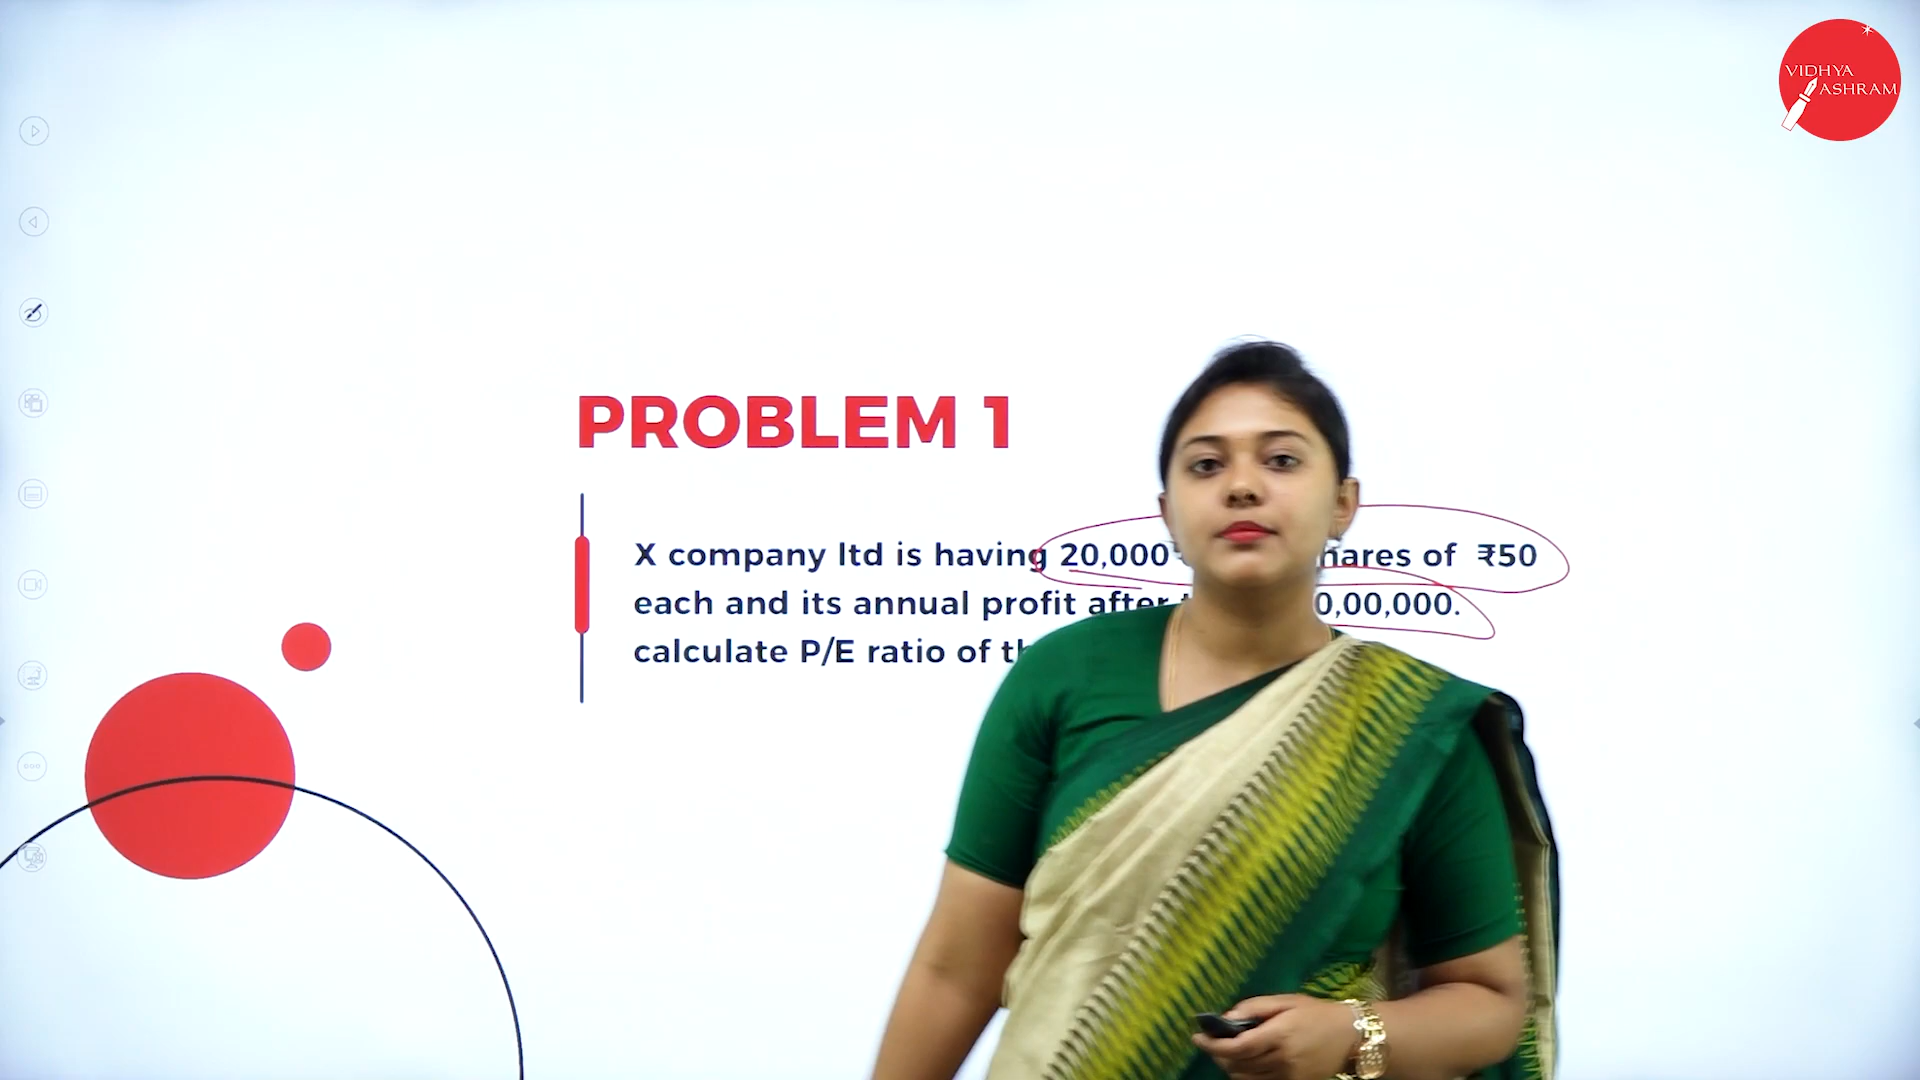 VIDHYA
ASHRAM
PROBLEM 1
X company ltd is having 20,000 hares of ₹50
each and its annual profit after 0,00,000.
calculate P/E ratio of